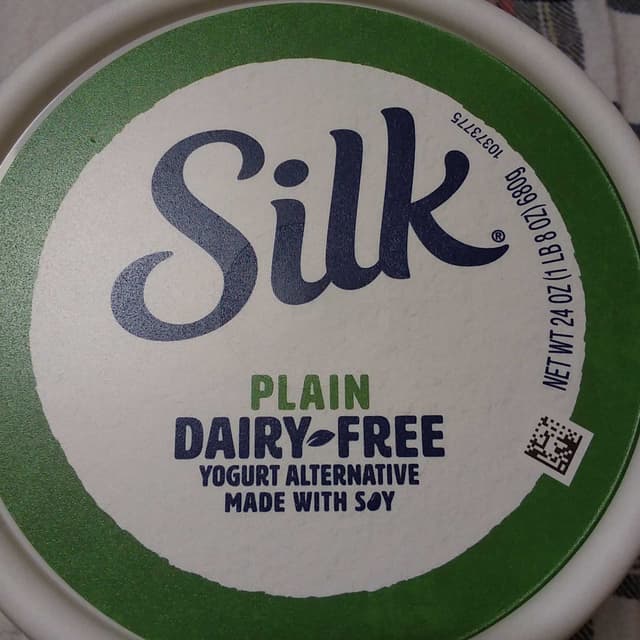 Silk®
10373775
NET WT 24 OZ (1 LB 8 OZ) 680g
PLAIN
DAIRY-FREE
YOGURT ALTERNATIVE
MADE WITH SOY